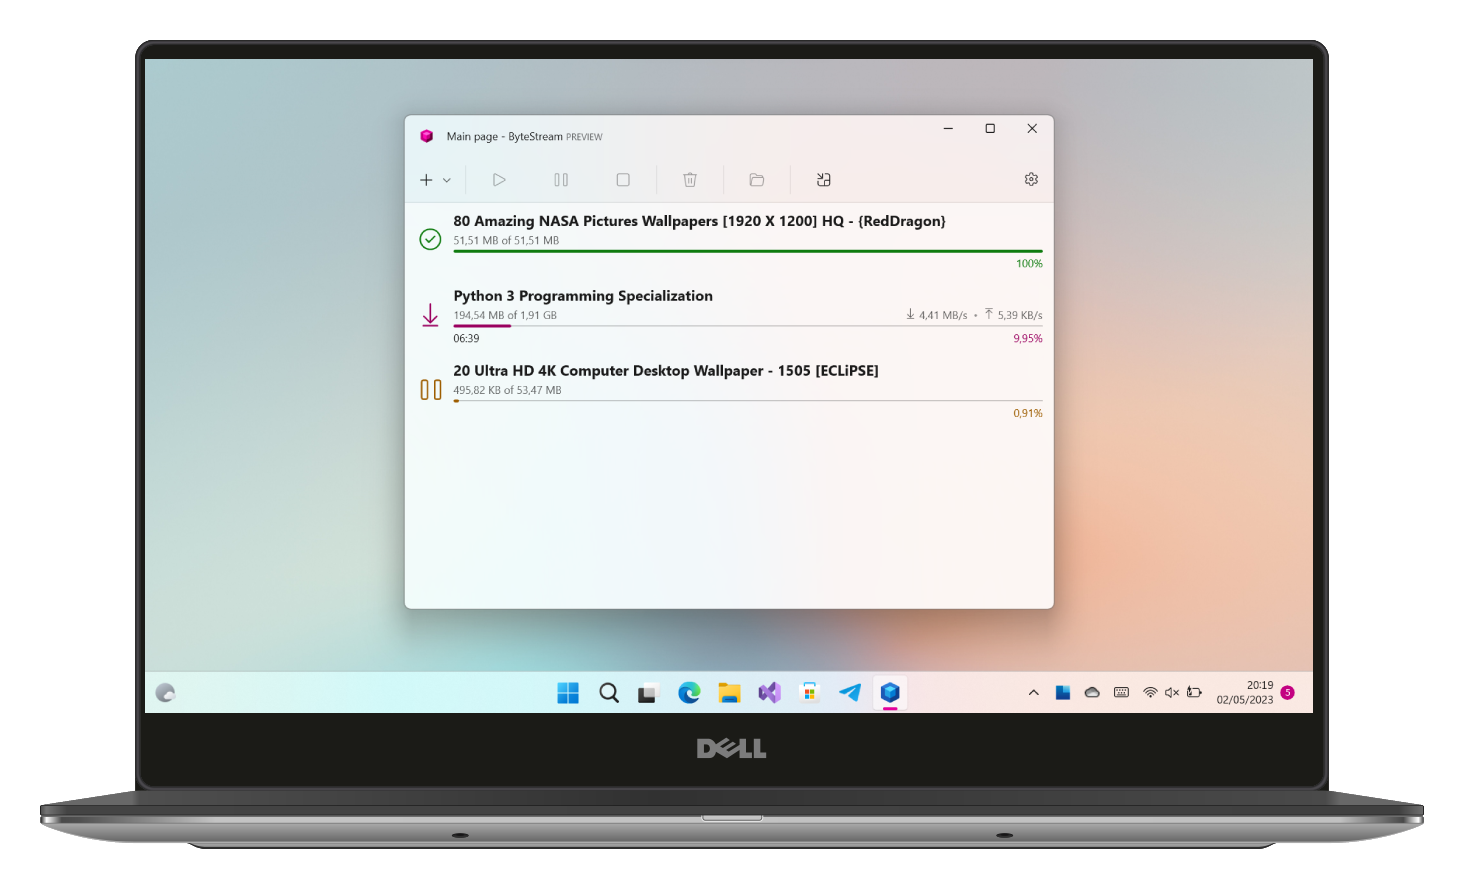 Main page - ByteStream PREVIEW
80 Amazing NASA Pictures Wallpapers [1920 X 1200] HQ - {RedDragon}
51,51 MB of 51,51 MB
100%
Python 3 Programming Specialization
194,54 MB of 1,91 GB
4,41 MB/s • 5,39 KB/s
06:39
9,95%
20 Ultra HD 4K Computer Desktop Wallpaper - 1505 [ECLiPSE]
495,82 KB of 53,47 MB
0,91%
20:19
02/05/2023
5
DELL